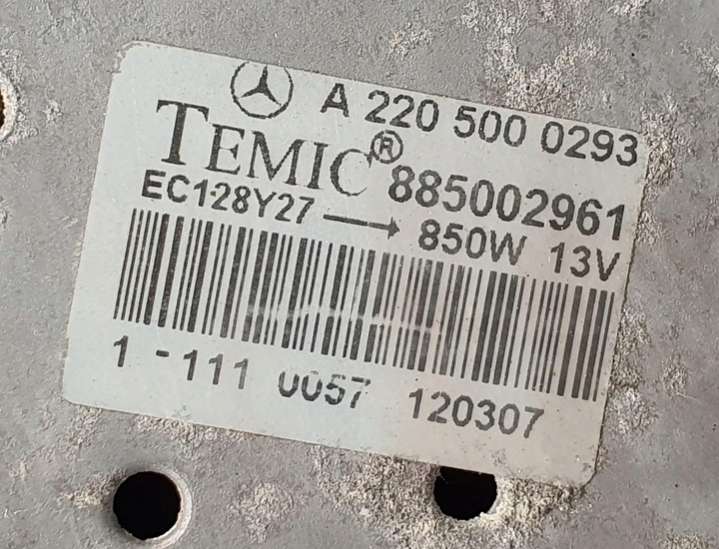 A 220 500 0293
TEMIC® 885002961
EC128Y27 → 850W 13V
1 - 111 0057 120307